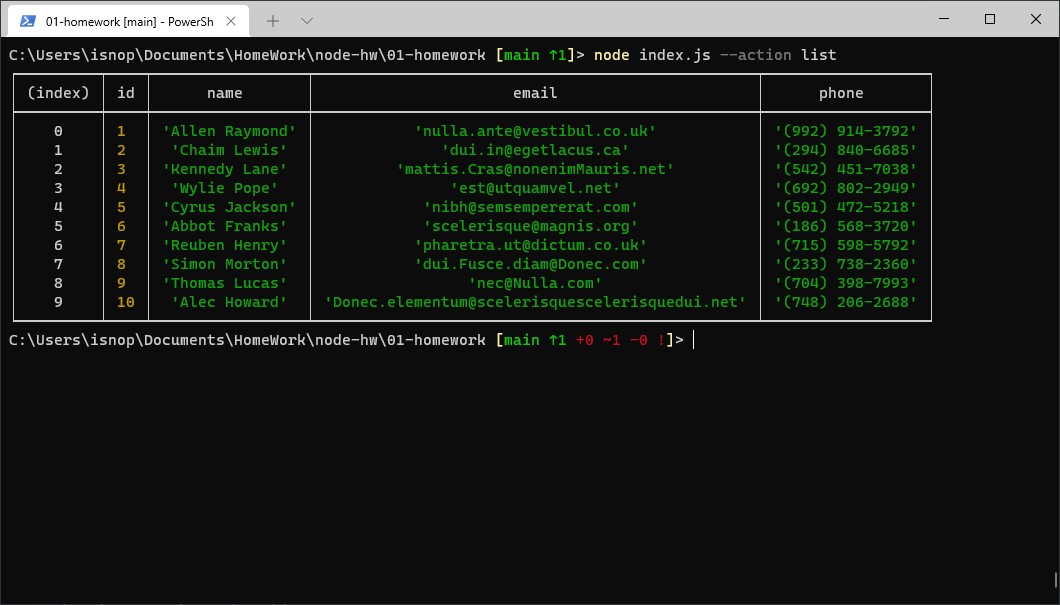 01-homework [main] - PowerSh
C:\Users\isnop\Documents\HomeWork\node-hw\01-homework [main ↑1]> node index.js --action list
(index) id name email phone
0 1 'Allen Raymond' 'nulla.ante@vestibul.co.uk' '(992) 914-3792'
1 2 'Chaim Lewis' 'dui.in@egetlacus.ca' '(294) 840-6685'
2 3 'Kennedy Lane' 'mattis.Cras@nonenimMauris.net' '(542) 451-7038'
3 4 'Wylie Pope' 'est@utquamvel.net' '(692) 802-2949'
4 5 'Cyrus Jackson' 'nibh@semsempererat.com' '(501) 472-5218'
5 6 'Abbot Franks' 'scelerisque@magnis.org' '(186) 568-3720'
6 7 'Reuben Henry' 'pharetra.ut@dictum.co.uk' '(715) 598-5792'
7 8 'Simon Morton' 'dui.Fusce.diam@Donec.com' '(233) 738-2360'
8 9 'Thomas Lucas' 'nec@Nulla.com' '(704) 398-7993'
9 10 'Alec Howard' 'Donec.elementum@scelerisquescelerisquedui.net' '(748) 206-2688'
C:\Users\isnop\Documents\HomeWork\node-hw\01-homework [main ↑1 +0 ~1 -0 !]>